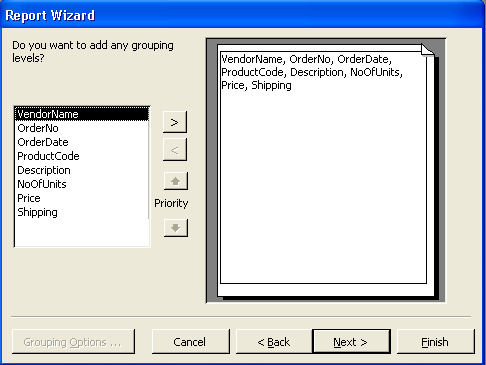 Report Wizard
Do you want to add any grouping
levels?
VendorName
OrderNo
OrderDate
ProductCode
Description
NoOfUnits
Price
Shipping
>
<
Priority
VendorName, OrderNo, OrderDate,
ProductCode, Description, NoOfUnits,
Price, Shipping
Grouping Options ...
Cancel
< Back
Next >
Finish